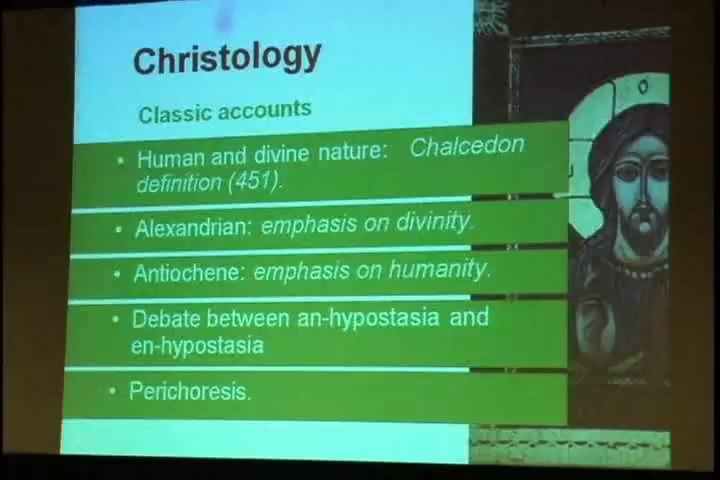 Christology
Classic accounts
• Human and divine nature: Chalcedon
definition (451).
• Alexandrian: emphasis on divinity.
• Antiochene: emphasis on humanity.
• Debate between an-hypostasia and
en-hypostasia
• Perichoresis.